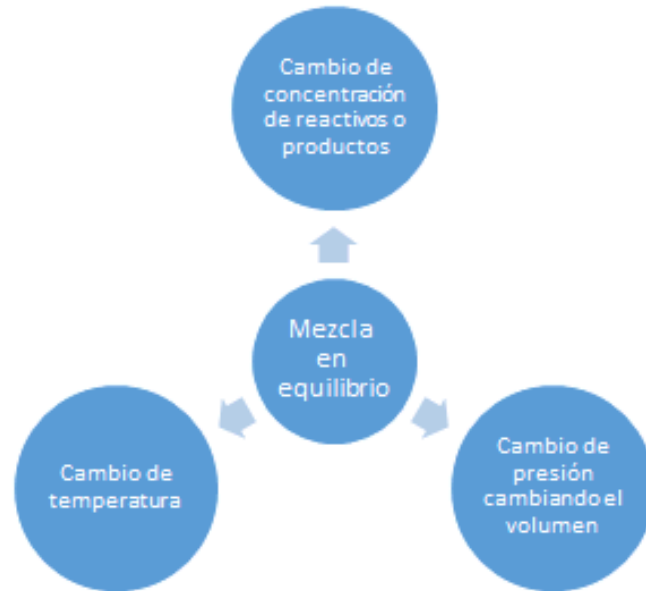 Cambio de
concentración
de reactivos o
productos
Mezcla
en
equilibrio
Cambio de
temperatura
Cambio de
presión
cambiando el
volumen